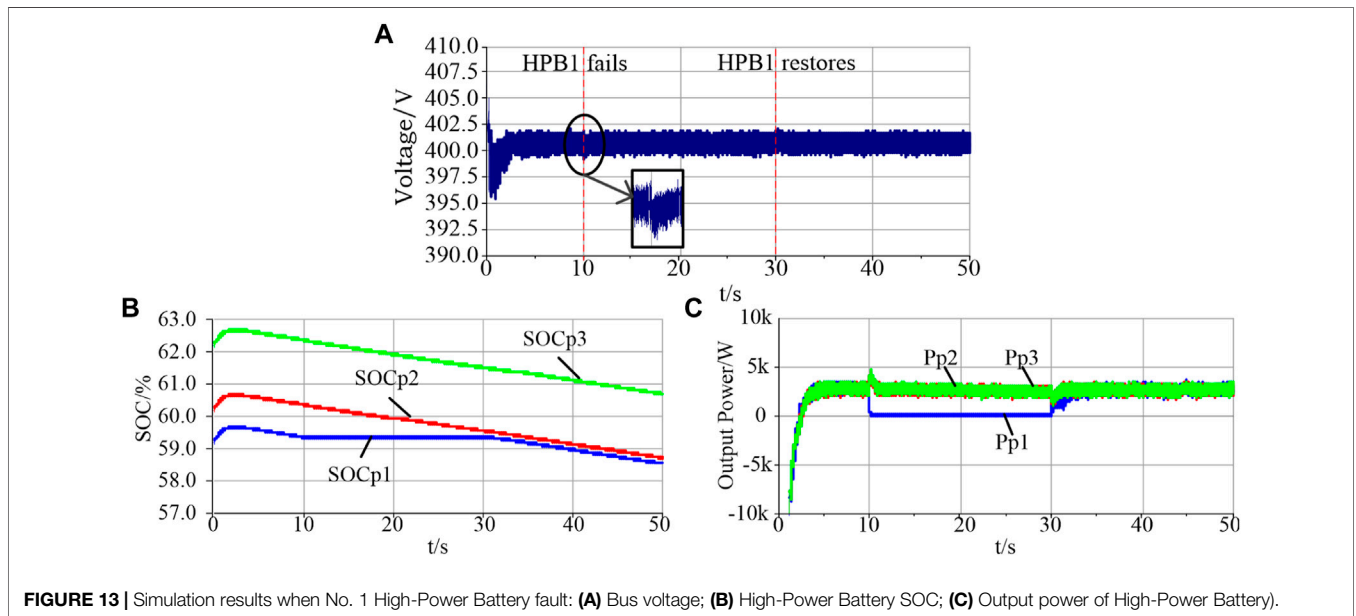 A
Voltage/V
410.0
407.5
405.0
402.5
400.0
397.5
395.0
392.5
390.0
HPB1 fails
HPB1 restores
0 10 20 30 40 50
t/s
B
SOC/%
63.0
62.0
61.0
60.0
59.0
58.0
57.0
SOCp3
SOCp2
SOCp1
0 10 20 30 40 50
t/s
C
Output Power/W
10k
5k
0
-5k
-10k
Pp2
Pp3
Pp1
0 10 20 30 40 50
t/s
FIGURE 13 | Simulation results when No. 1 High-Power Battery fault: (A) Bus voltage; (B) High-Power Battery SOC; (C) Output power of High-Power Battery).